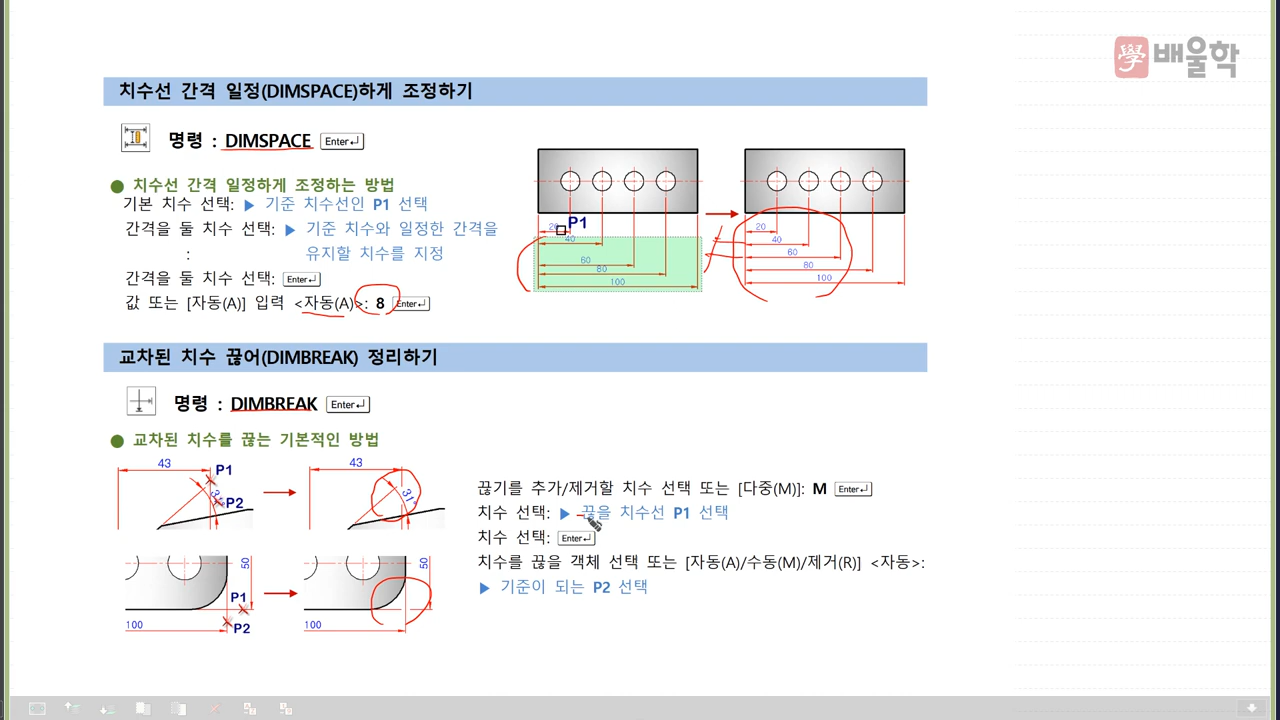 學 배울학
치수선 간격 일정(DIMSPACE)하게 조정하기
명령 : DIMSPACE Enter↵
● 치수선 간격 일정하게 조정하는 방법
기본 치수 선택: ▶ 기준 치수선인 P1 선택
간격을 둘 치수 선택: ▶ 기준 치수와 일정한 간격을
: 유지할 치수를 지정
간격을 둘 치수 선택: Enter↵
값 또는 [자동(A)] 입력 <자동(A)>: 8 Enter↵
P1
20
40
60
80
100
20
40
60
80
100
교차된 치수 끊어(DIMBREAK) 정리하기
명령 : DIMBREAK Enter↵
● 교차된 치수를 끊는 기본적인 방법
43
P1
P2
31°
43
31°
50
P1
P2
100
50
100
끊기를 추가/제거할 치수 선택 또는 [다중(M)]: M Enter↵
치수 선택: ▶ 끊을 치수선 P1 선택
치수 선택: Enter↵
치수를 끊을 객체 선택 또는 [자동(A)/수동(M)/제거(R)] <자동>:
▶ 기준이 되는 P2 선택